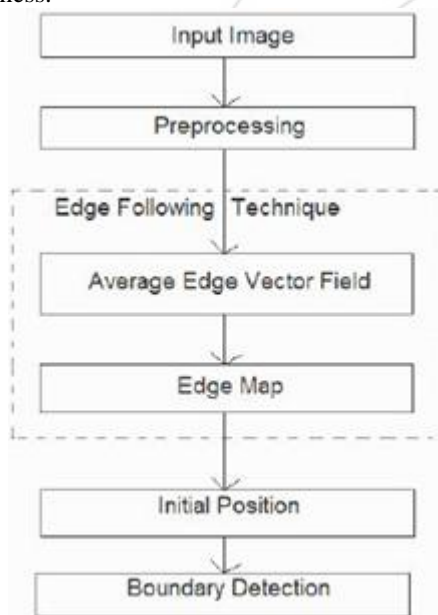 Input Image
Preprocessing
Edge Following Technique
Average Edge Vector Field
Edge Map
Initial Position
Boundary Detection